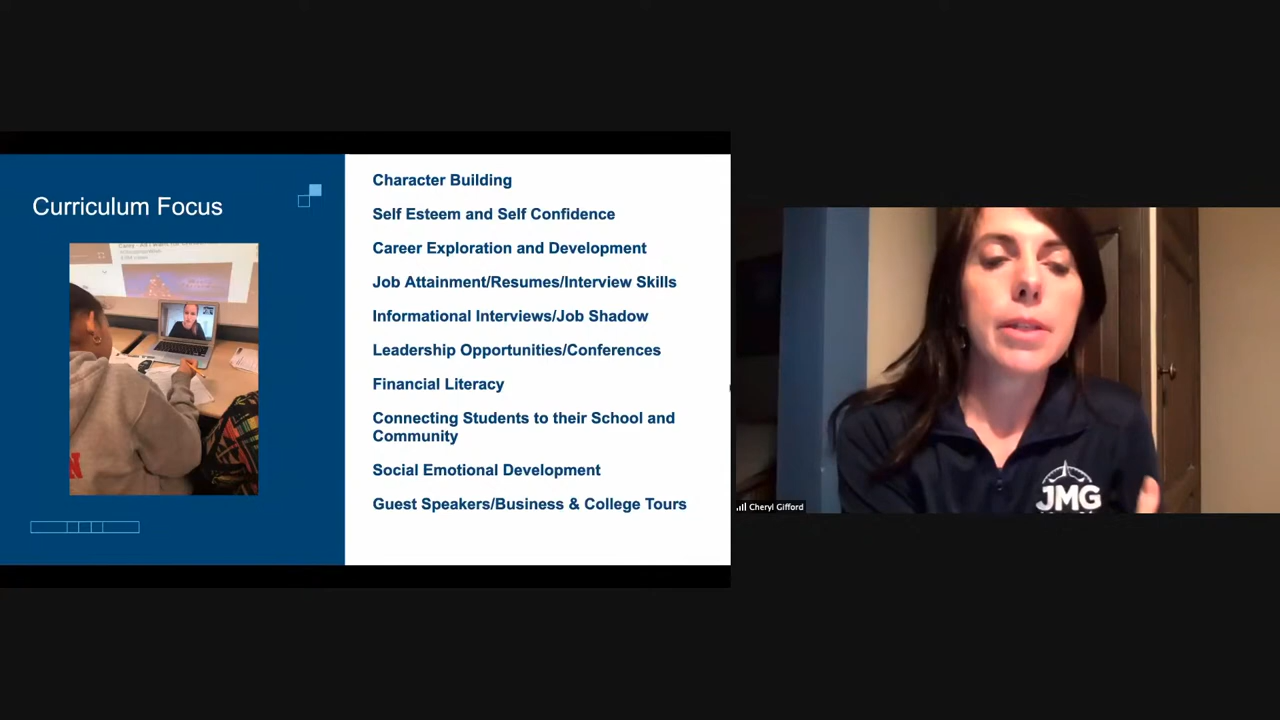 Curriculum Focus
Character Building
Self Esteem and Self Confidence
Career Exploration and Development
Job Attainment/Resumes/Interview Skills
Informational Interviews/Job Shadow
Leadership Opportunities/Conferences
Financial Literacy
Connecting Students to their School and
Community
Social Emotional Development
Guest Speakers/Business & College Tours
JMG
Cheryl Gifford